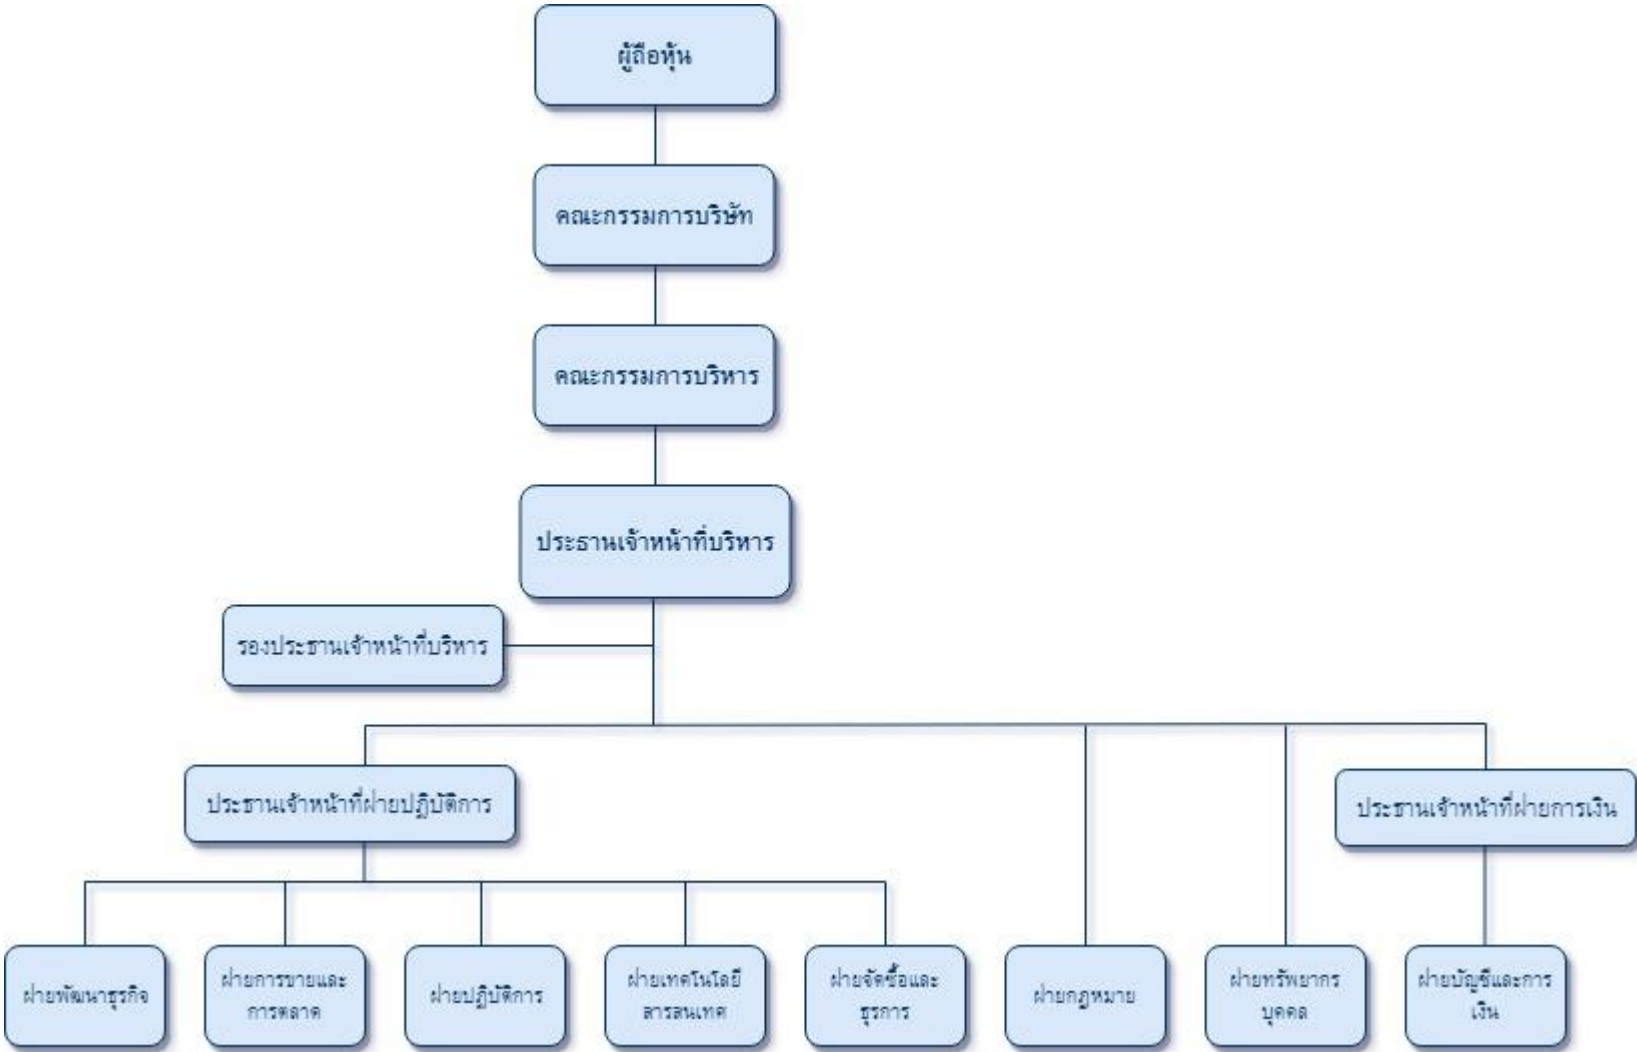 ผู้ถือหุ้น
คณะกรรมการบริษัท
คณะกรรมการบริหาร
ประธานเจ้าหน้าที่บริหาร
รองประธานเจ้าหน้าที่บริหาร
ประธานเจ้าหน้าที่ฝ่ายปฏิบัติการ
ประธานเจ้าหน้าที่ฝ่ายการเงิน
ฝ่ายพัฒนาธุรกิจ
ฝ่ายการขายและ
การตลาด
ฝ่ายปฏิบัติการ
ฝ่ายเทคโนโลยี
สารสนเทศ
ฝ่ายจัดซื้อและ
ธุรการ
ฝ่ายกฎหมาย
ฝ่ายทรัพยากร
บุคคล
ฝ่ายบัญชีและการ
เงิน